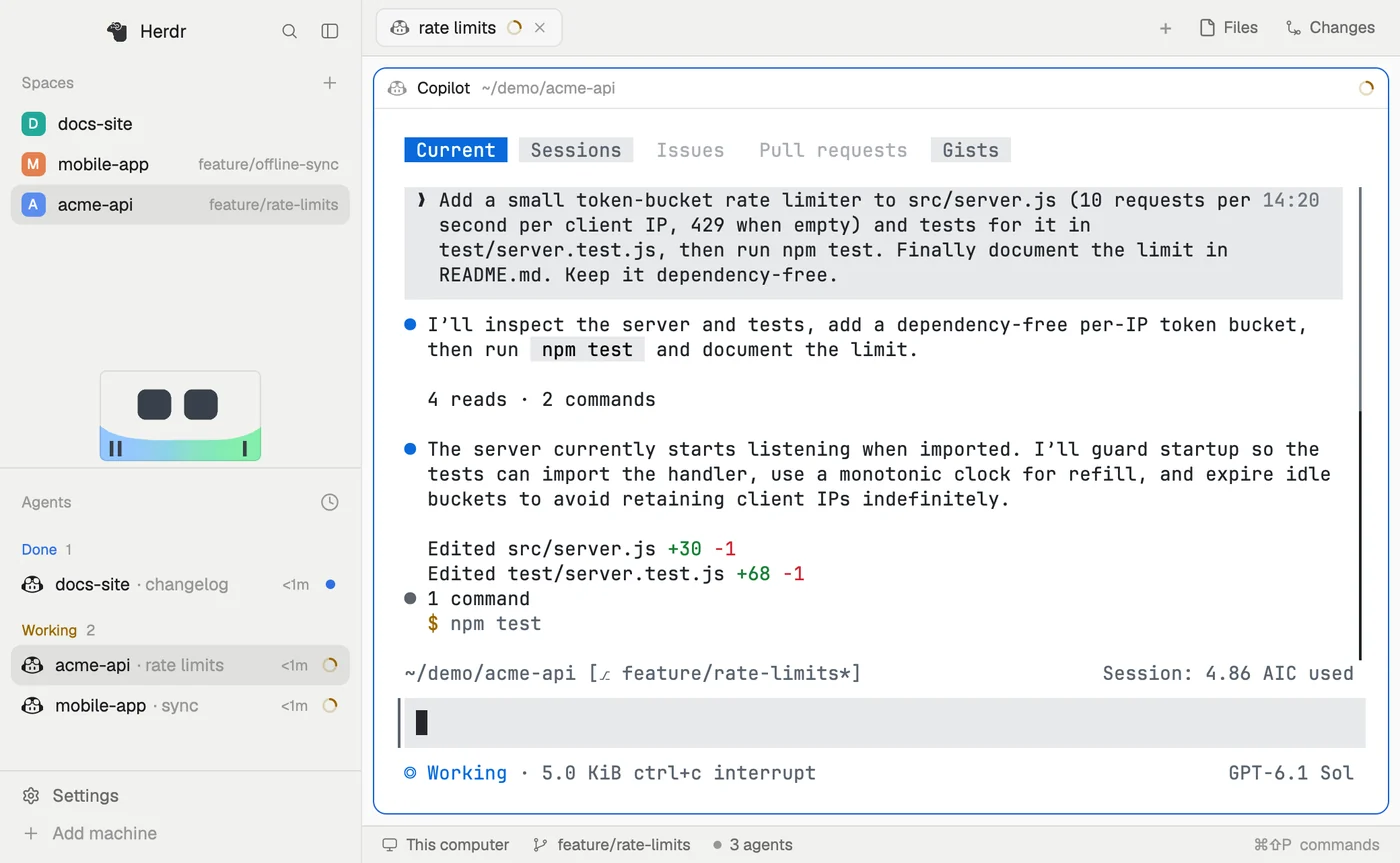 Herdr
Spaces
D docs-site
M mobile-app feature/offline-sync
A acme-api feature/rate-limits
Agents
Done 1
docs-site · changelog <1m
Working 2
acme-api · rate limits <1m
mobile-app · sync <1m
Settings
Add machine
rate limits
Files
Changes
Copilot ~/demo/acme-api
Current Sessions Issues Pull requests Gists
❯ Add a small token-bucket rate limiter to src/server.js (10 requests per 14:20
second per client IP, 429 when empty) and tests for it in
test/server.test.js, then run npm test. Finally document the limit in
README.md. Keep it dependency-free.
I’ll inspect the server and tests, add a dependency-free per-IP token bucket,
then run npm test and document the limit.
4 reads · 2 commands
The server currently starts listening when imported. I’ll guard startup so the
tests can import the handler, use a monotonic clock for refill, and expire idle
buckets to avoid retaining client IPs indefinitely.
Edited src/server.js +30 -1
Edited test/server.test.js +68 -1
1 command
$ npm test
~/demo/acme-api [⎇ feature/rate-limits*] Session: 4.86 AIC used
Working · 5.0 KiB ctrl+c interrupt GPT-6.1 Sol
This computer feature/rate-limits 3 agents ⌘⇧P commands